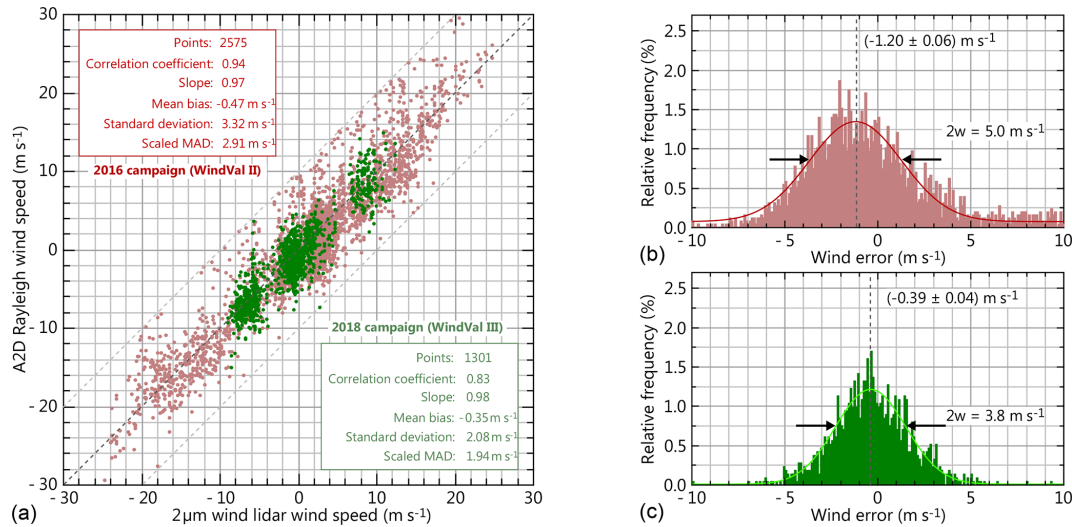 30
20
10
0
-10
-20
-30
-30
-20
-10
0
10
20
30
A2D Rayleigh wind speed (m s-1)
2µm wind lidar wind speed (m s-1)
(a)
Points: 2575
Correlation coefficient: 0.94
Slope: 0.97
Mean bias: -0.47 m s-1
Standard deviation: 3.32 m s-1
Scaled MAD: 2.91 m s-1
2016 campaign (WindVal II)
2018 campaign (WindVal III)
Points: 1301
Correlation coefficient: 0.83
Slope: 0.98
Mean bias: -0.35 m s-1
Standard deviation: 2.08 m s-1
Scaled MAD: 1.94 m s-1
Relative frequency (%)
2.5
2.0
1.5
1.0
0.5
0.0
(-1.20 ± 0.06) m s-1
2w = 5.0 m s-1
-10
-5
0
5
10
(b)
Wind error (m s-1)
Relative frequency (%)
2.5
2.0
1.5
1.0
0.5
0.0
(-0.39 ± 0.04) m s-1
2w = 3.8 m s-1
-10
-5
0
5
10
(c)
Wind error (m s-1)